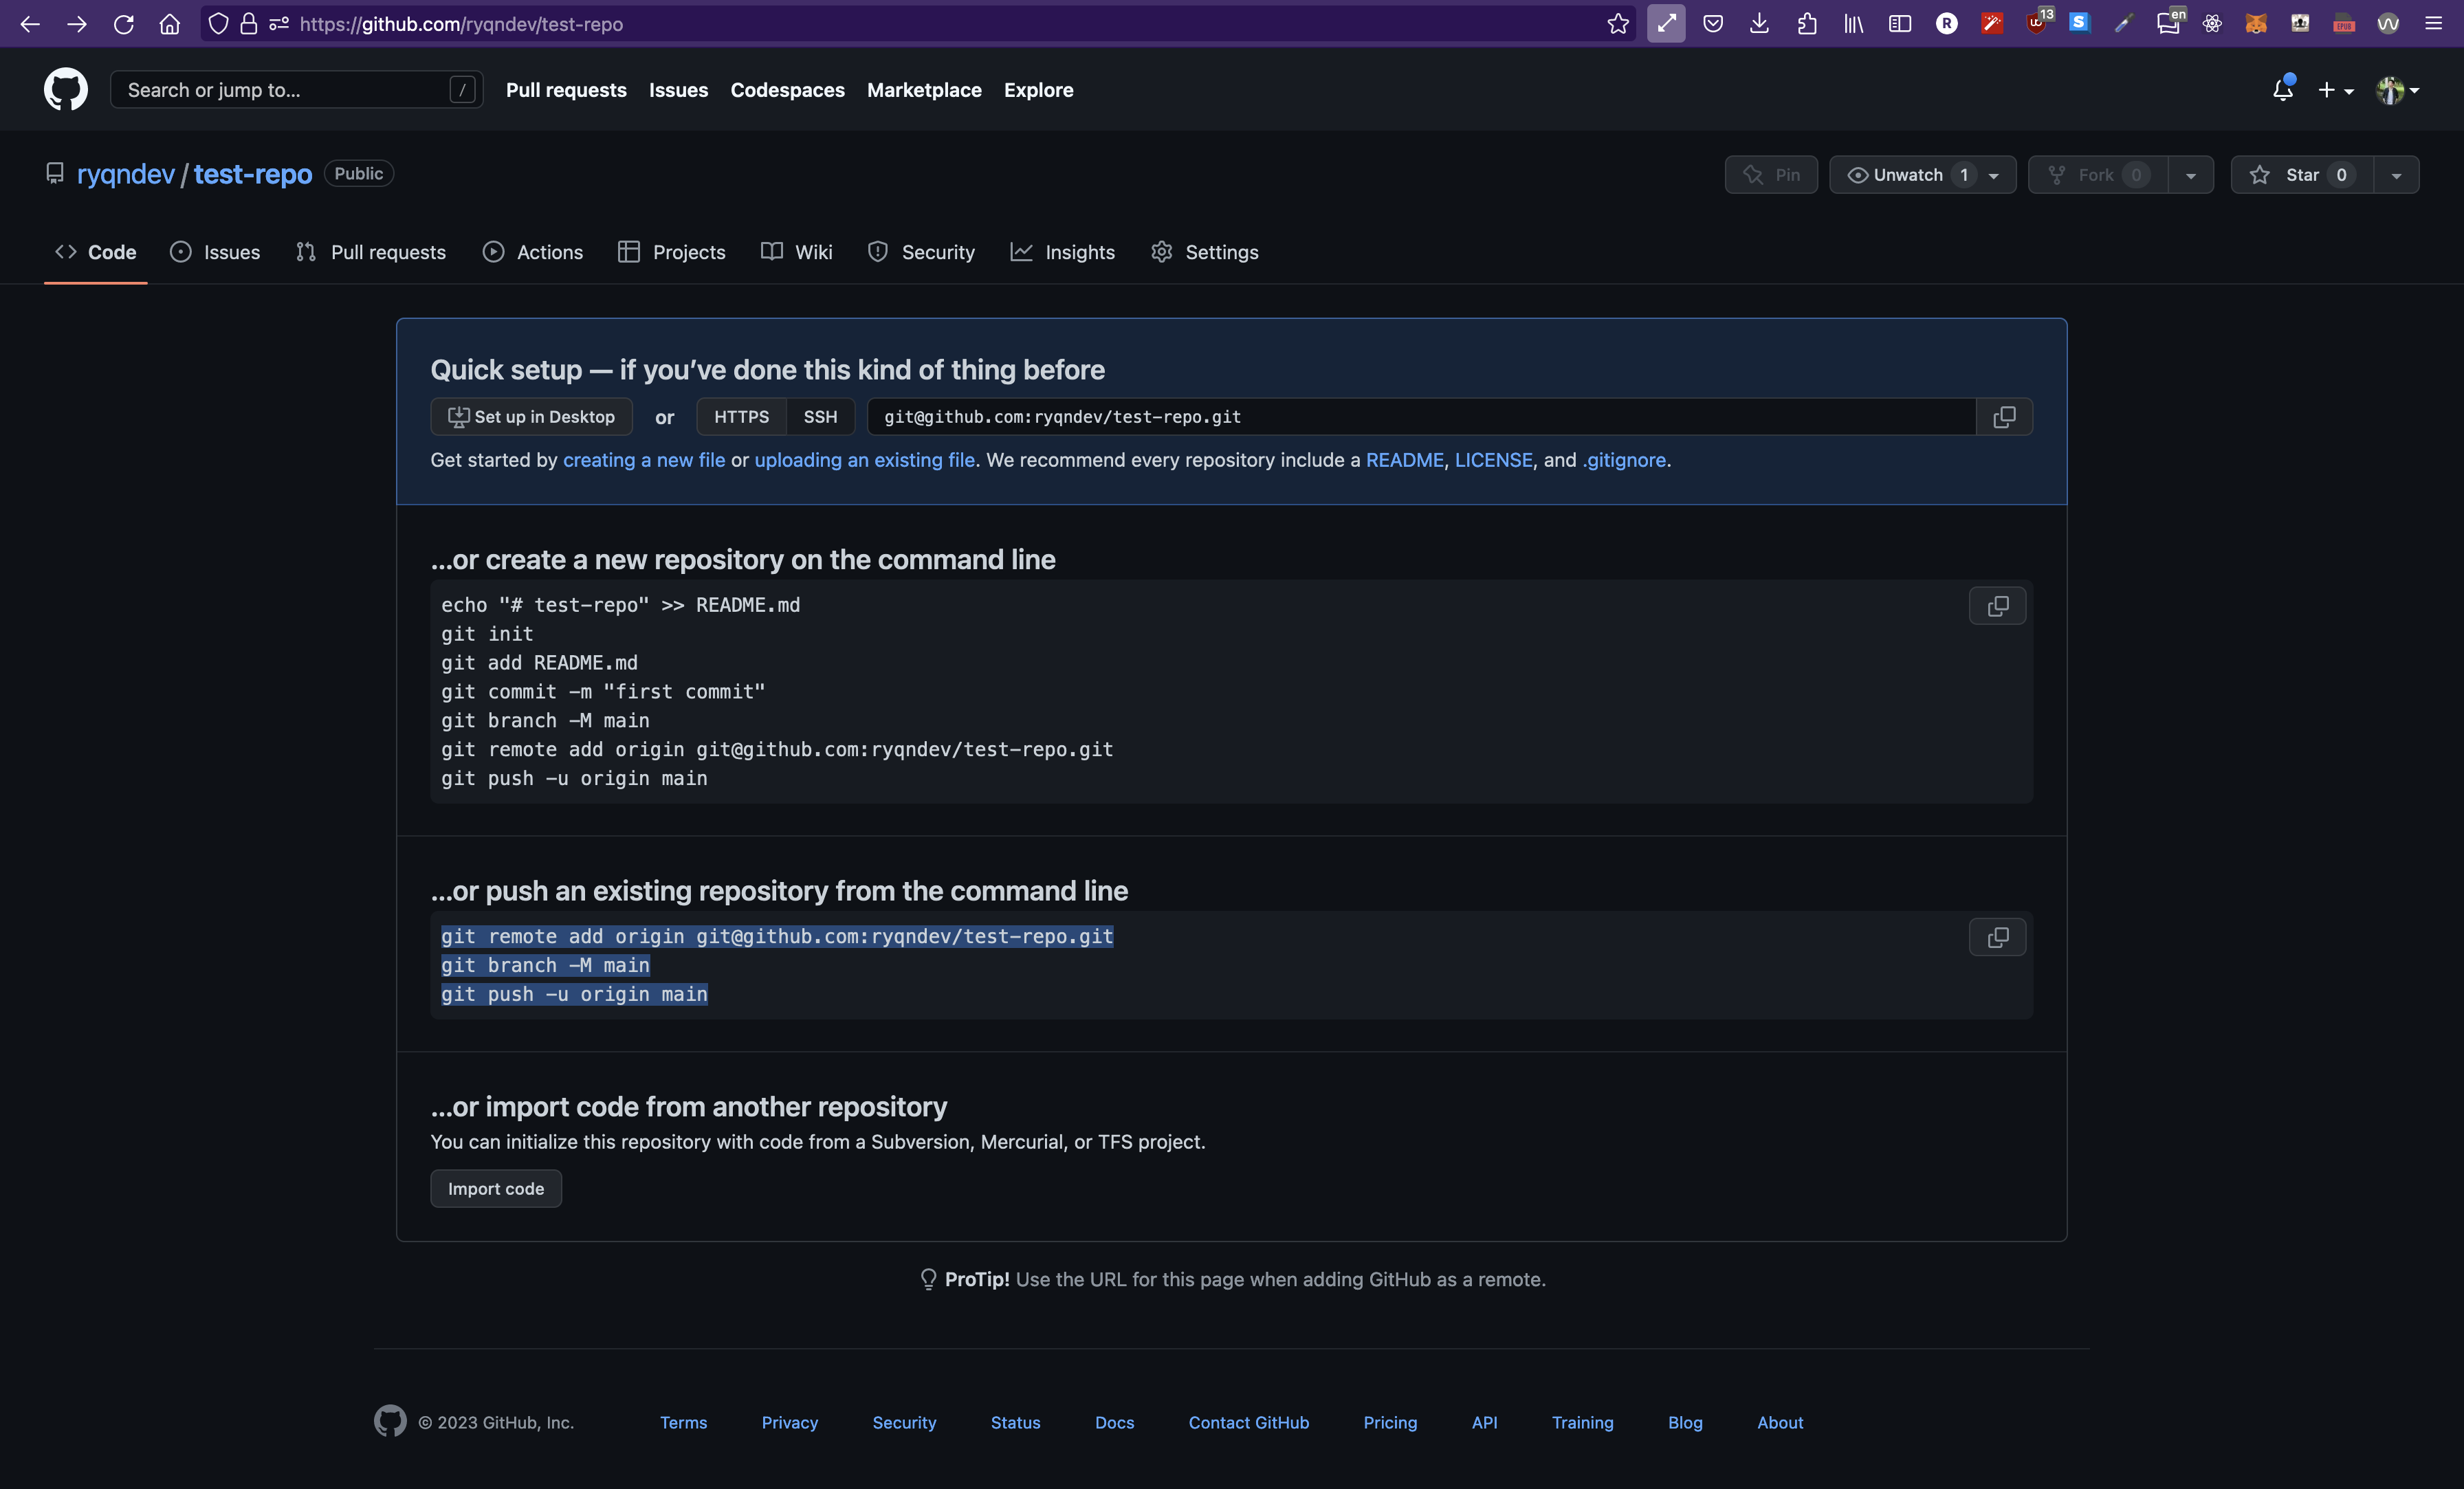 https://github.com/ryqndev/test-repo
13
en
EPUB
Search or jump to... /
Pull requests Issues Codespaces Marketplace Explore
ryqndev / test-repo Public
Pin Unwatch 1 Fork 0 Star 0
Code Issues Pull requests Actions Projects Wiki Security Insights Settings
Quick setup — if you’ve done this kind of thing before
Set up in Desktop or HTTPS SSH git@github.com:ryqndev/test-repo.git
Get started by creating a new file or uploading an existing file. We recommend every repository include a README, LICENSE, and .gitignore.
…or create a new repository on the command line
echo "# test-repo" >> README.md
git init
git add README.md
git commit -m "first commit"
git branch -M main
git remote add origin git@github.com:ryqndev/test-repo.git
git push -u origin main
…or push an existing repository from the command line
git remote add origin git@github.com:ryqndev/test-repo.git
git branch -M main
git push -u origin main
…or import code from another repository
You can initialize this repository with code from a Subversion, Mercurial, or TFS project.
Import code
ProTip! Use the URL for this page when adding GitHub as a remote.
© 2023 GitHub, Inc. Terms Privacy Security Status Docs Contact GitHub Pricing API Training Blog About